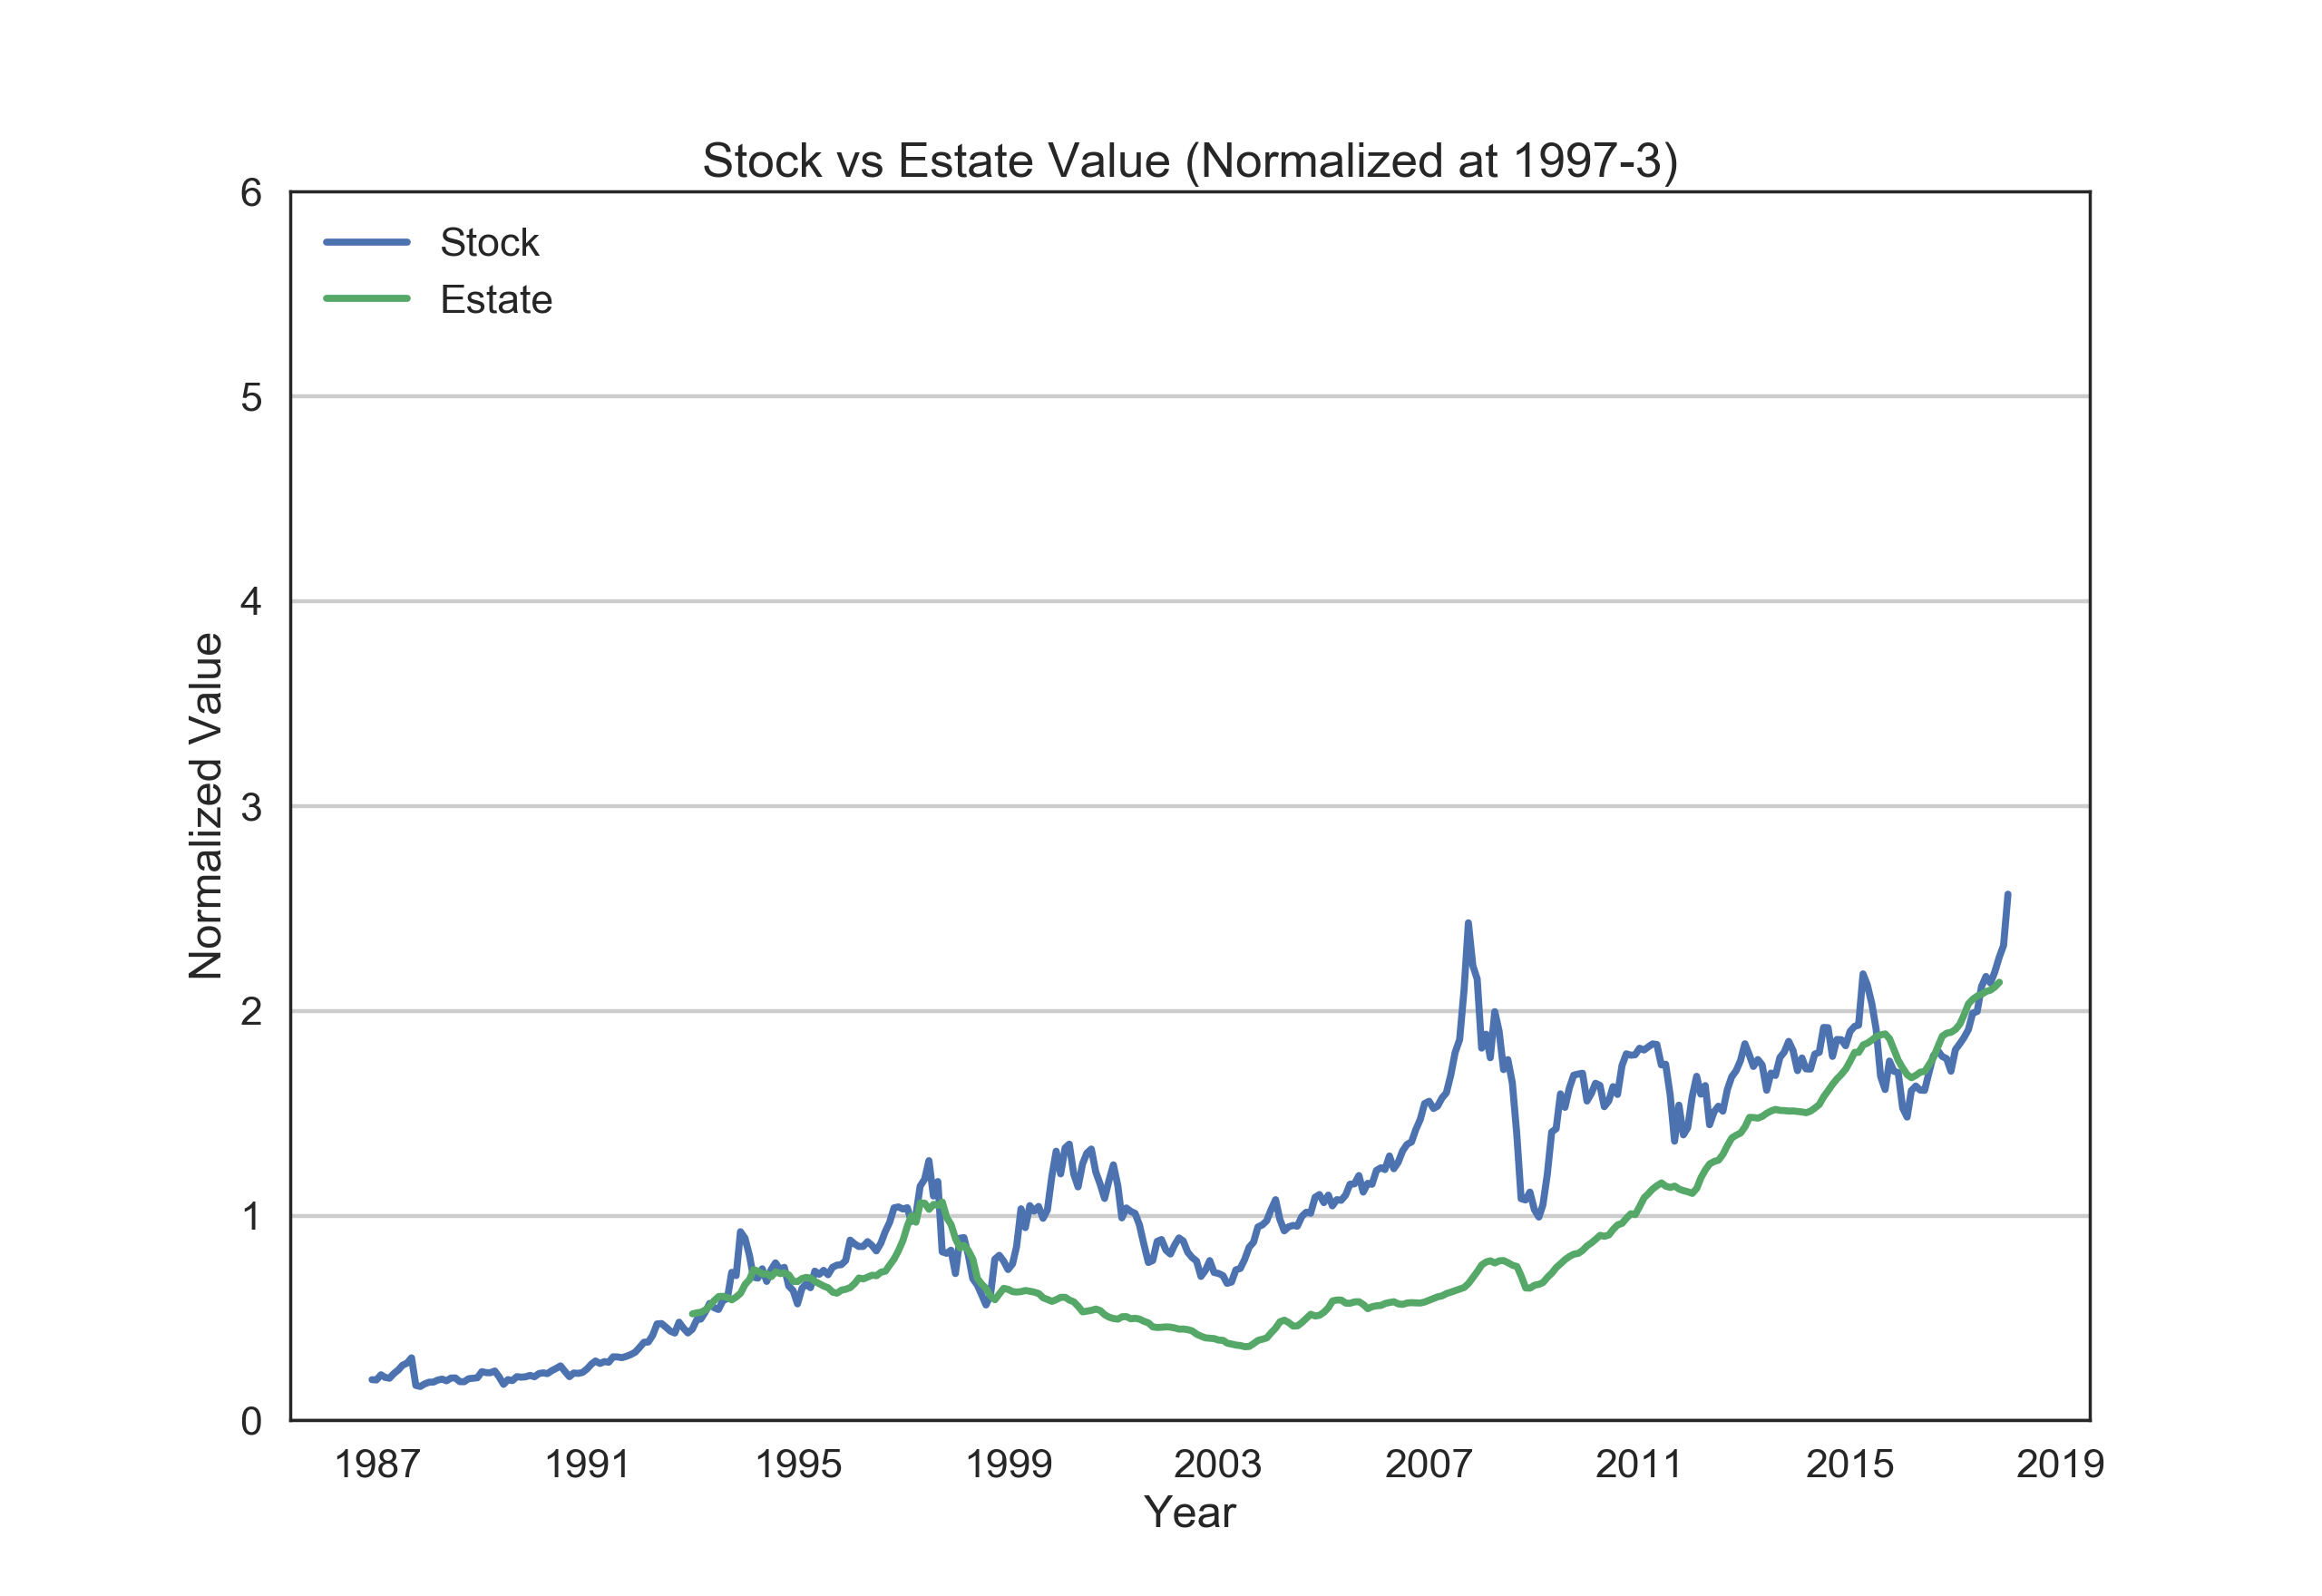 Stock vs Estate Value (Normalized at 1997-3)
6
Stock
Estate
5
4
3
2
1
0
Normalized Value
1987 1991 1995 1999 2003 2007 2011 2015 2019
Year